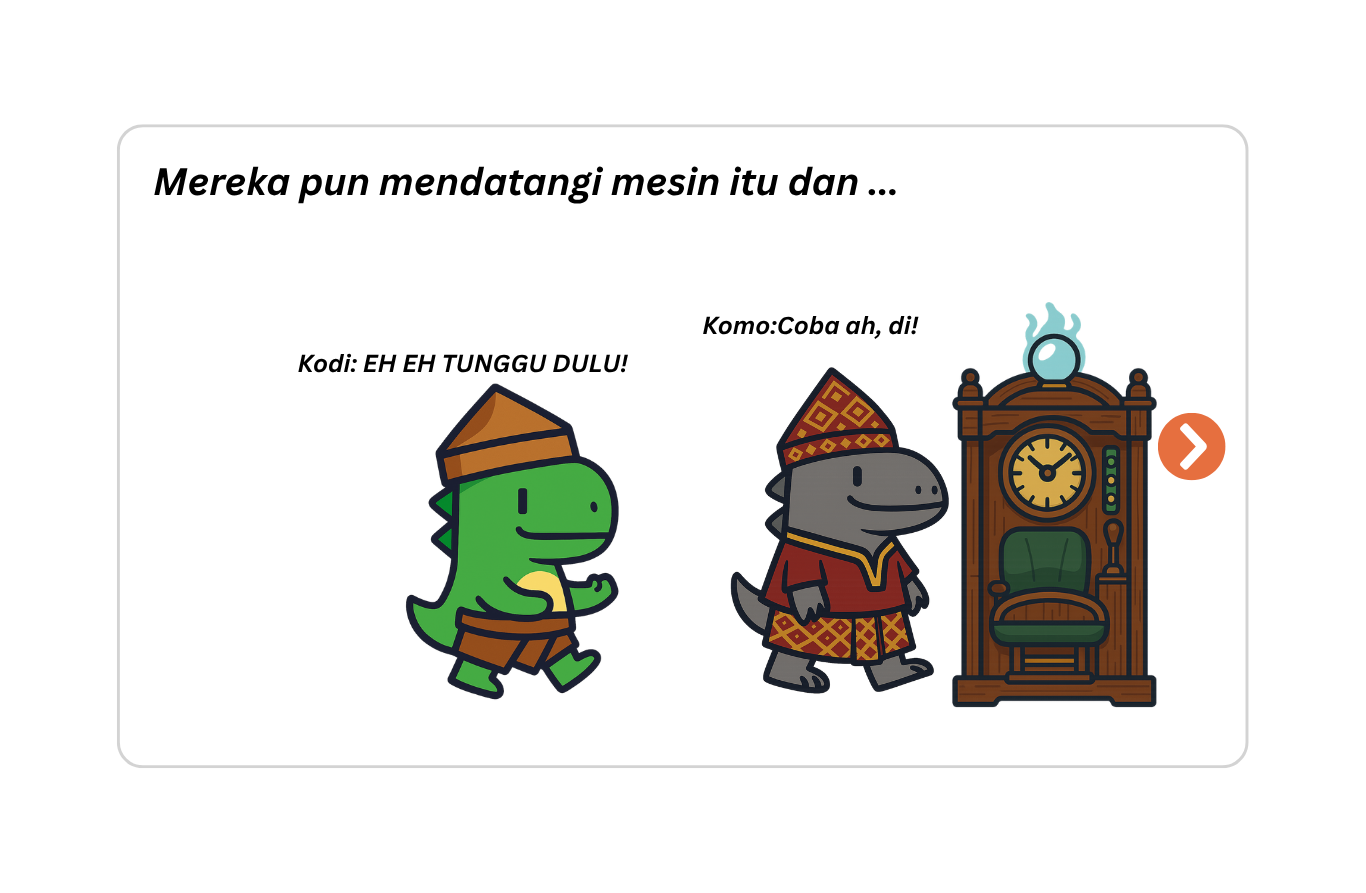 Mereka pun mendatangi mesin itu dan ...
Komo:Coba ah, di!
Kodi: EH EH TUNGGU DULU!